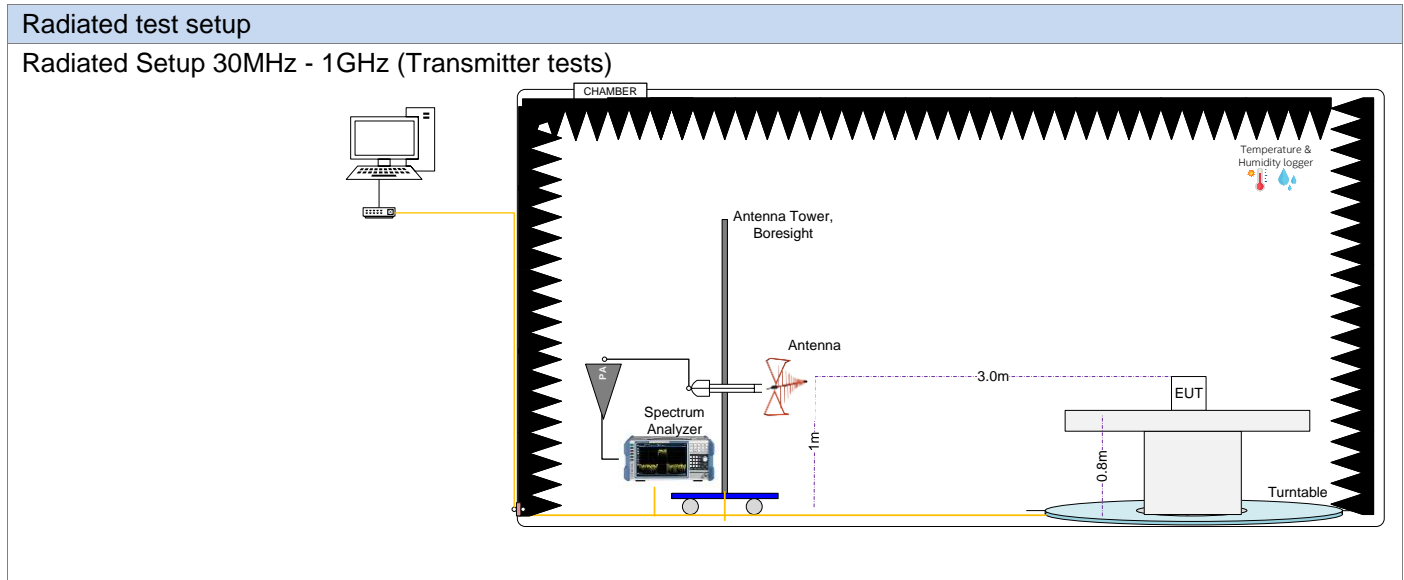 Radiated test setup
Radiated Setup 30MHz - 1GHz (Transmitter tests)
CHAMBER
Temperature &
Humidity logger
Antenna Tower,
Boresight
Antenna
PA
3.0m
EUT
Spectrum
Analyzer
1m
0.8m
Turntable